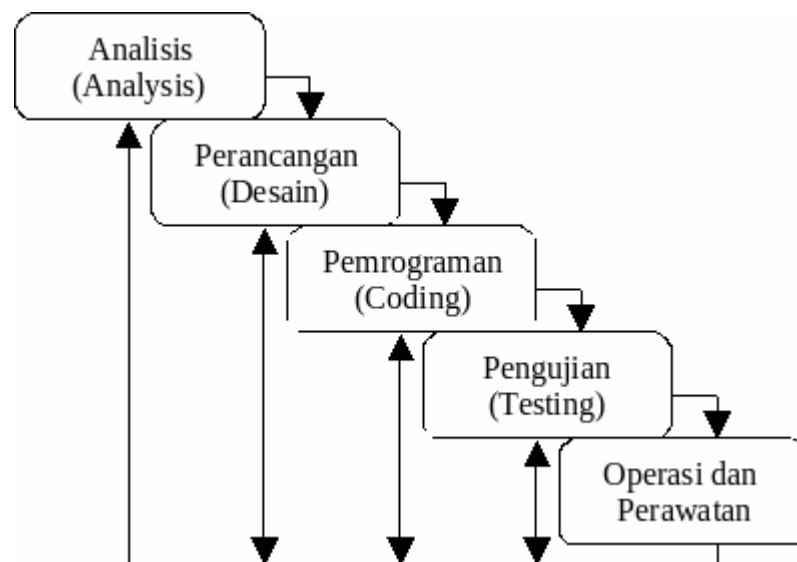 Analisis
(Analysis)
Perancangan
(Desain)
Pemrograman
(Coding)
Pengujian
(Testing)
Operasi dan
Perawatan